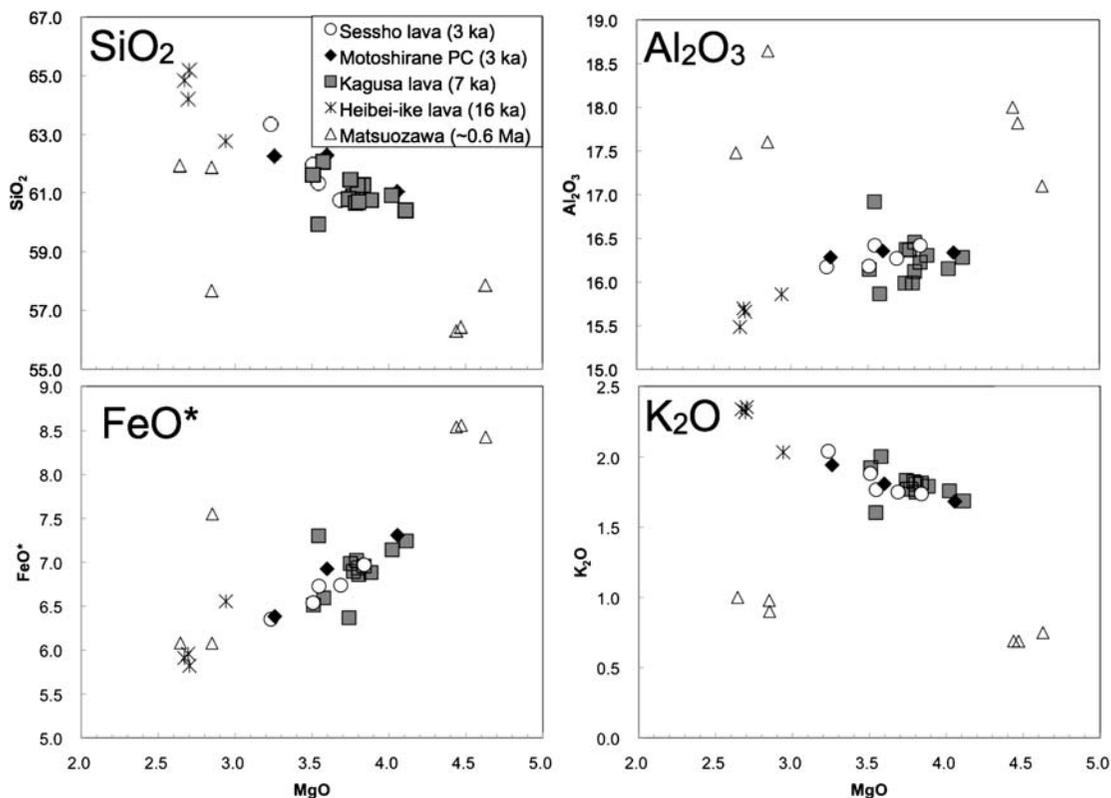 SiO₂
67.0
65.0
63.0
61.0
59.0
57.0
55.0
SiO₂
Sessho lava (3 ka)
Motoshirane PC (3 ka)
Kagusa lava (7 ka)
Heibei-ike lava (16 ka)
Matsuozawa (~0.6 Ma)
Al₂O₃
19.0
18.5
18.0
17.5
17.0
16.5
16.0
15.5
15.0
Al₂O₃
FeO*
9.0
8.5
8.0
7.5
7.0
6.5
6.0
5.5
5.0
FeO*
2.0 2.5 3.0 3.5 4.0 4.5 5.0
MgO
K₂O
2.5
2.0
1.5
1.0
0.5
0.0
K₂O
2.0 2.5 3.0 3.5 4.0 4.5 5.0
MgO